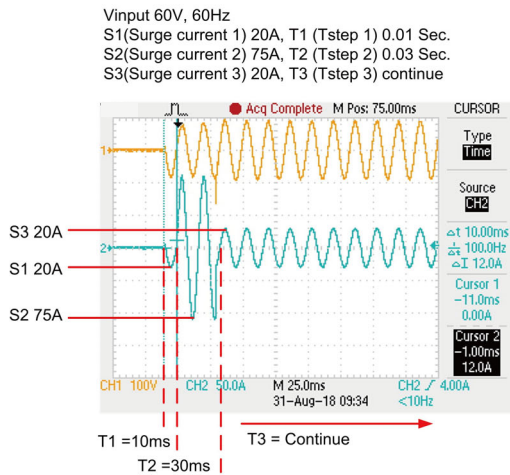 Vinput 60V, 60Hz
S1(Surge current 1) 20A, T1 (Tstep 1) 0.01 Sec.
S2(Surge current 2) 75A, T2 (Tstep 2) 0.03 Sec.
S3(Surge current 3) 20A, T3 (Tstep 3) continue
Acq Complete M Pos: 75.00ms CURSOR
Type
Time
Source
CH2
Δt 10.00ms
1/Δt 100.0Hz
ΔI 12.0A
Cursor 1
-11.0ms
0.00A
Cursor 2
-1.00ms
12.0A
1
2
S3 20A
S1 20A
S2 75A
CH1 100V CH2 50.0A M 25.0ms CH2 / 4.00A
31-Aug-18 09:34 <10Hz
T1 =10ms T3 = Continue
T2 =30ms